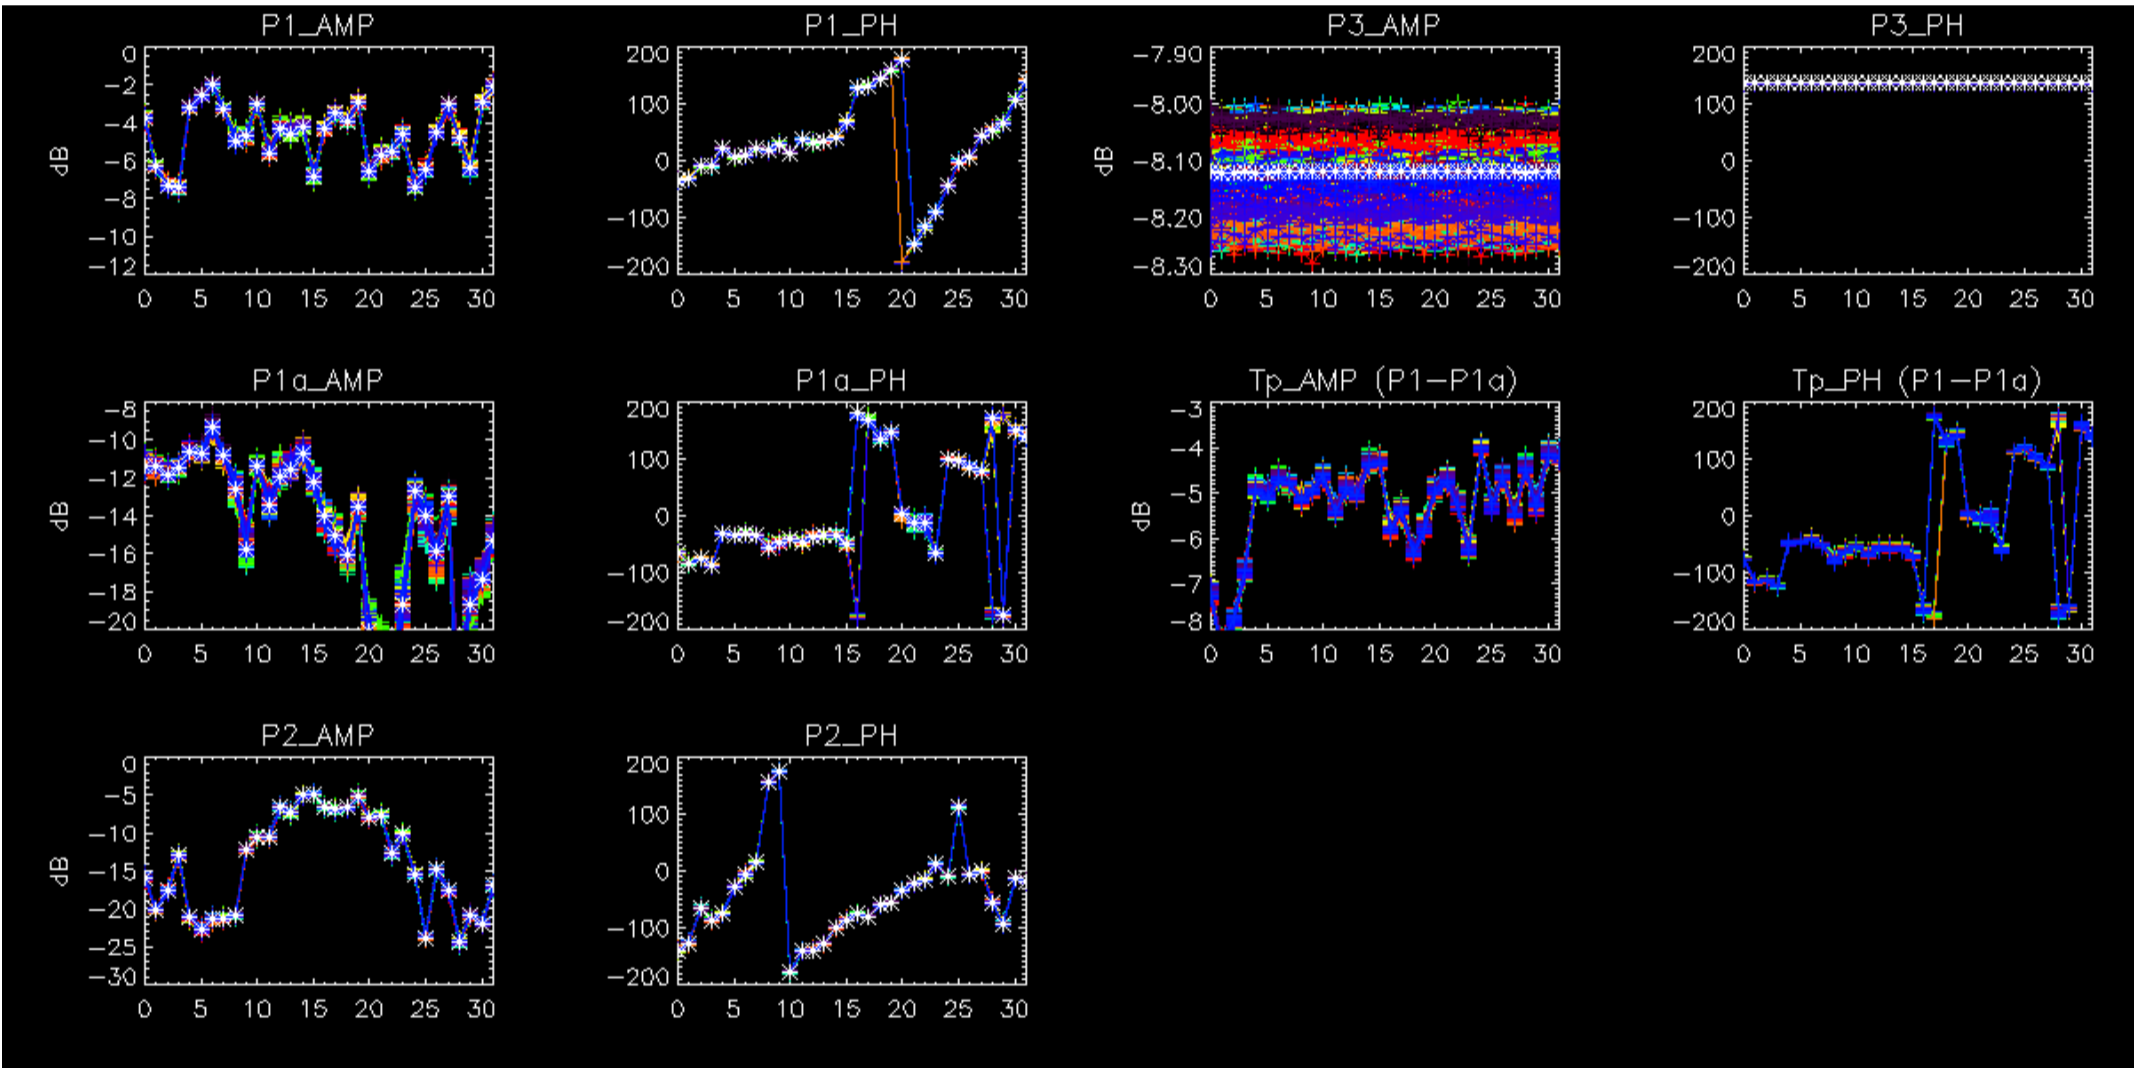 P1_AMP
P1_PH
P3_AMP
P3_PH
0
-2
-4
-6
-8
-10
-12
dB
0 5 10 15 20 25 30
200
100
0
-100
-200
0 5 10 15 20 25 30
-7.90
-8.00
-8.10
-8.20
-8.30
dB
0 5 10 15 20 25 30
200
100
0
-100
-200
0 5 10 15 20 25 30
P1a_AMP
P1a_PH
Tp_AMP (P1-P1a)
Tp_PH (P1-P1a)
-8
-10
-12
-14
-16
-18
-20
dB
0 5 10 15 20 25 30
200
100
0
-100
-200
0 5 10 15 20 25 30
-3
-4
-5
-6
-7
-8
dB
0 5 10 15 20 25 30
200
100
0
-100
-200
0 5 10 15 20 25 30
P2_AMP
P2_PH
0
-5
-10
-15
-20
-25
-30
dB
0 5 10 15 20 25 30
200
100
0
-100
-200
0 5 10 15 20 25 30